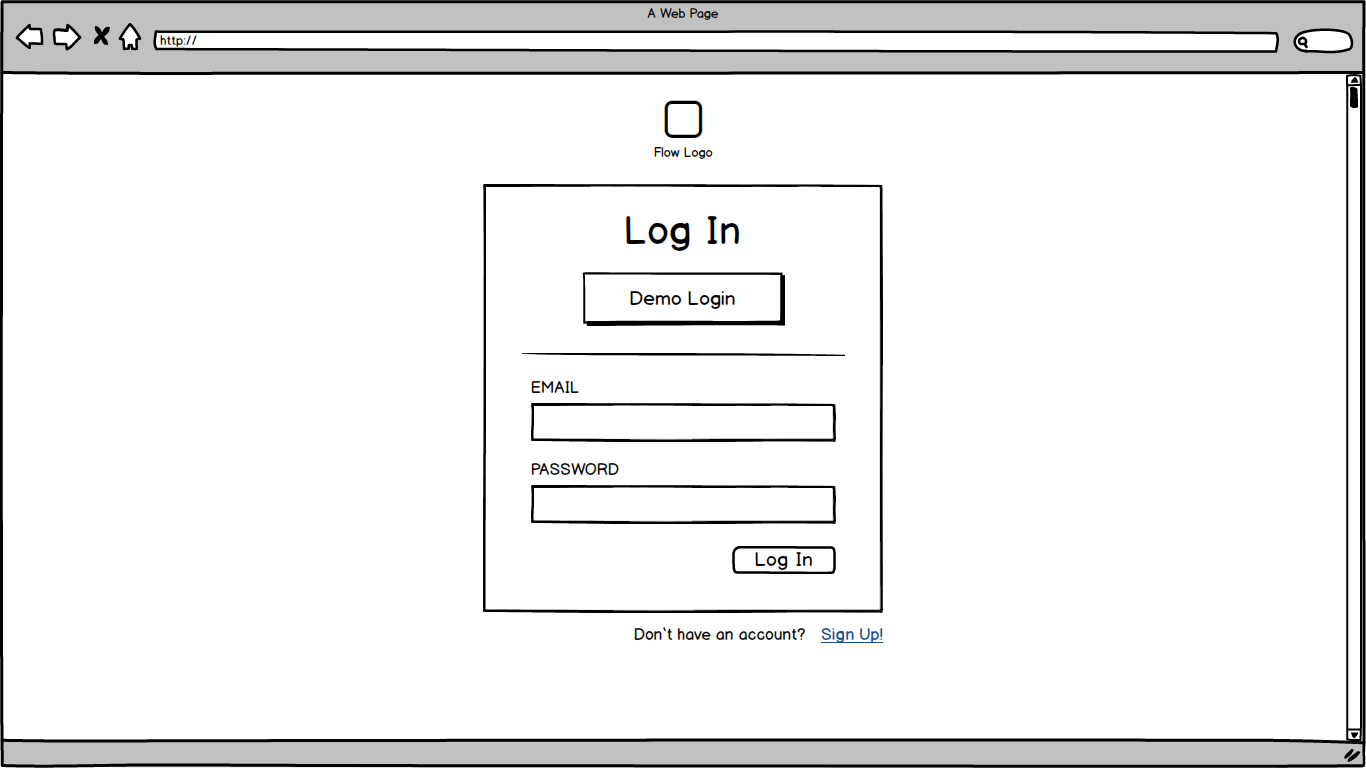 A Web Page
http://
Flow Logo
Log In
Demo Login
EMAIL
PASSWORD
Log In
Don't have an account? Sign Up!